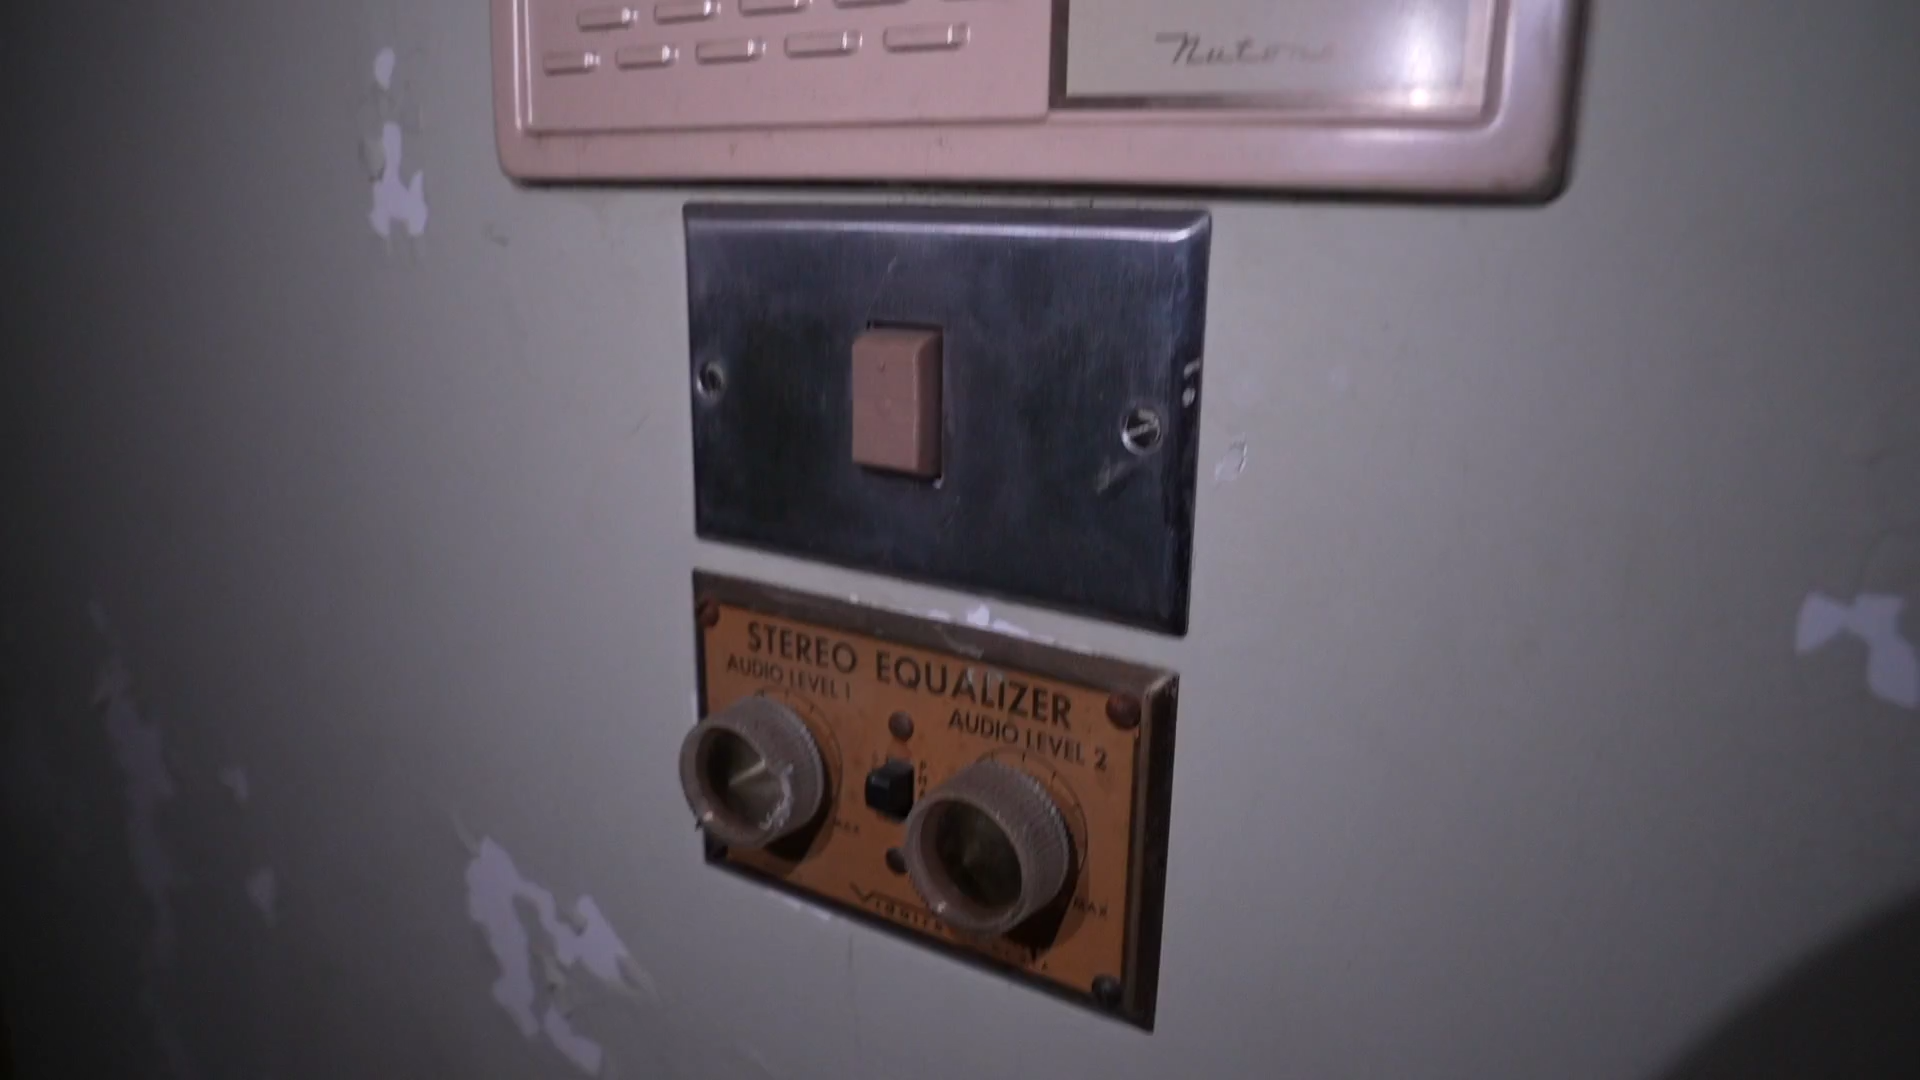 Nutone
STEREO EQUALIZER
AUDIO LEVEL 1
AUDIO LEVEL 2
MAX
MAX